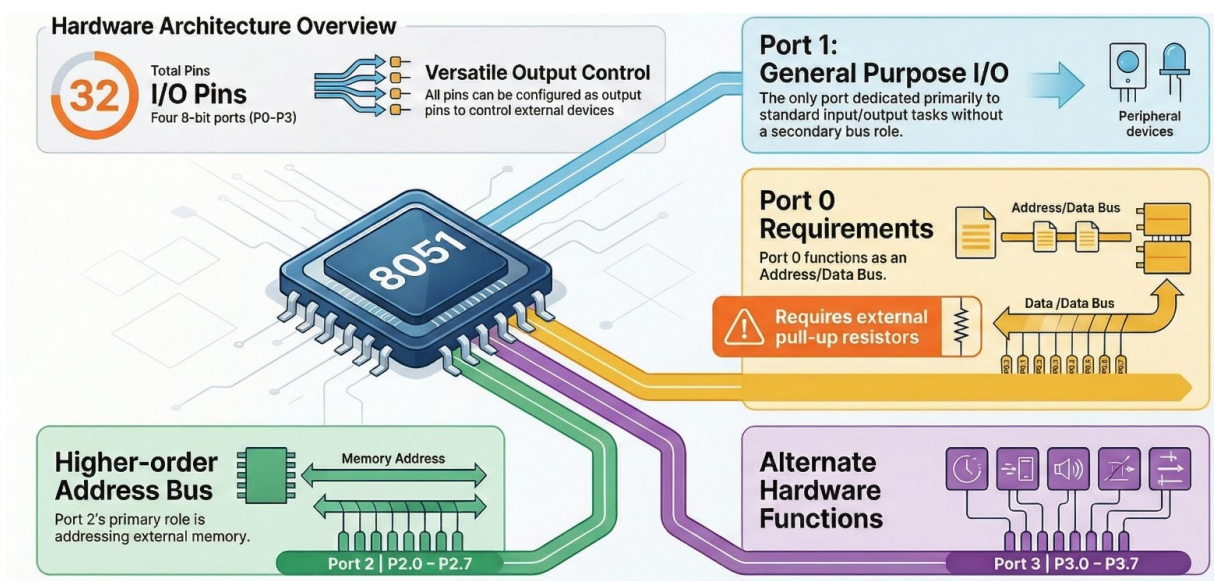 Hardware Architecture Overview
32
Total Pins
I/O Pins
Four 8-bit ports (P0-P3)
Versatile Output Control
All pins can be configured as output
pins to control external devices
Port 1:
General Purpose I/O
The only port dedicated primarily to
standard input/output tasks without
a secondary bus role.
Peripheral
devices
8051
Port 0
Requirements
Port 0 functions as an
Address/Data Bus.
Address/Data Bus
Requires external
pull-up resistors
Data /Data Bus
Higher-order
Address Bus
Port 2's primary role is
addressing external memory.
Memory Address
Port 2 | P2.0 – P2.7
Alternate
Hardware
Functions
Port 3 | P3.0 – P3.7